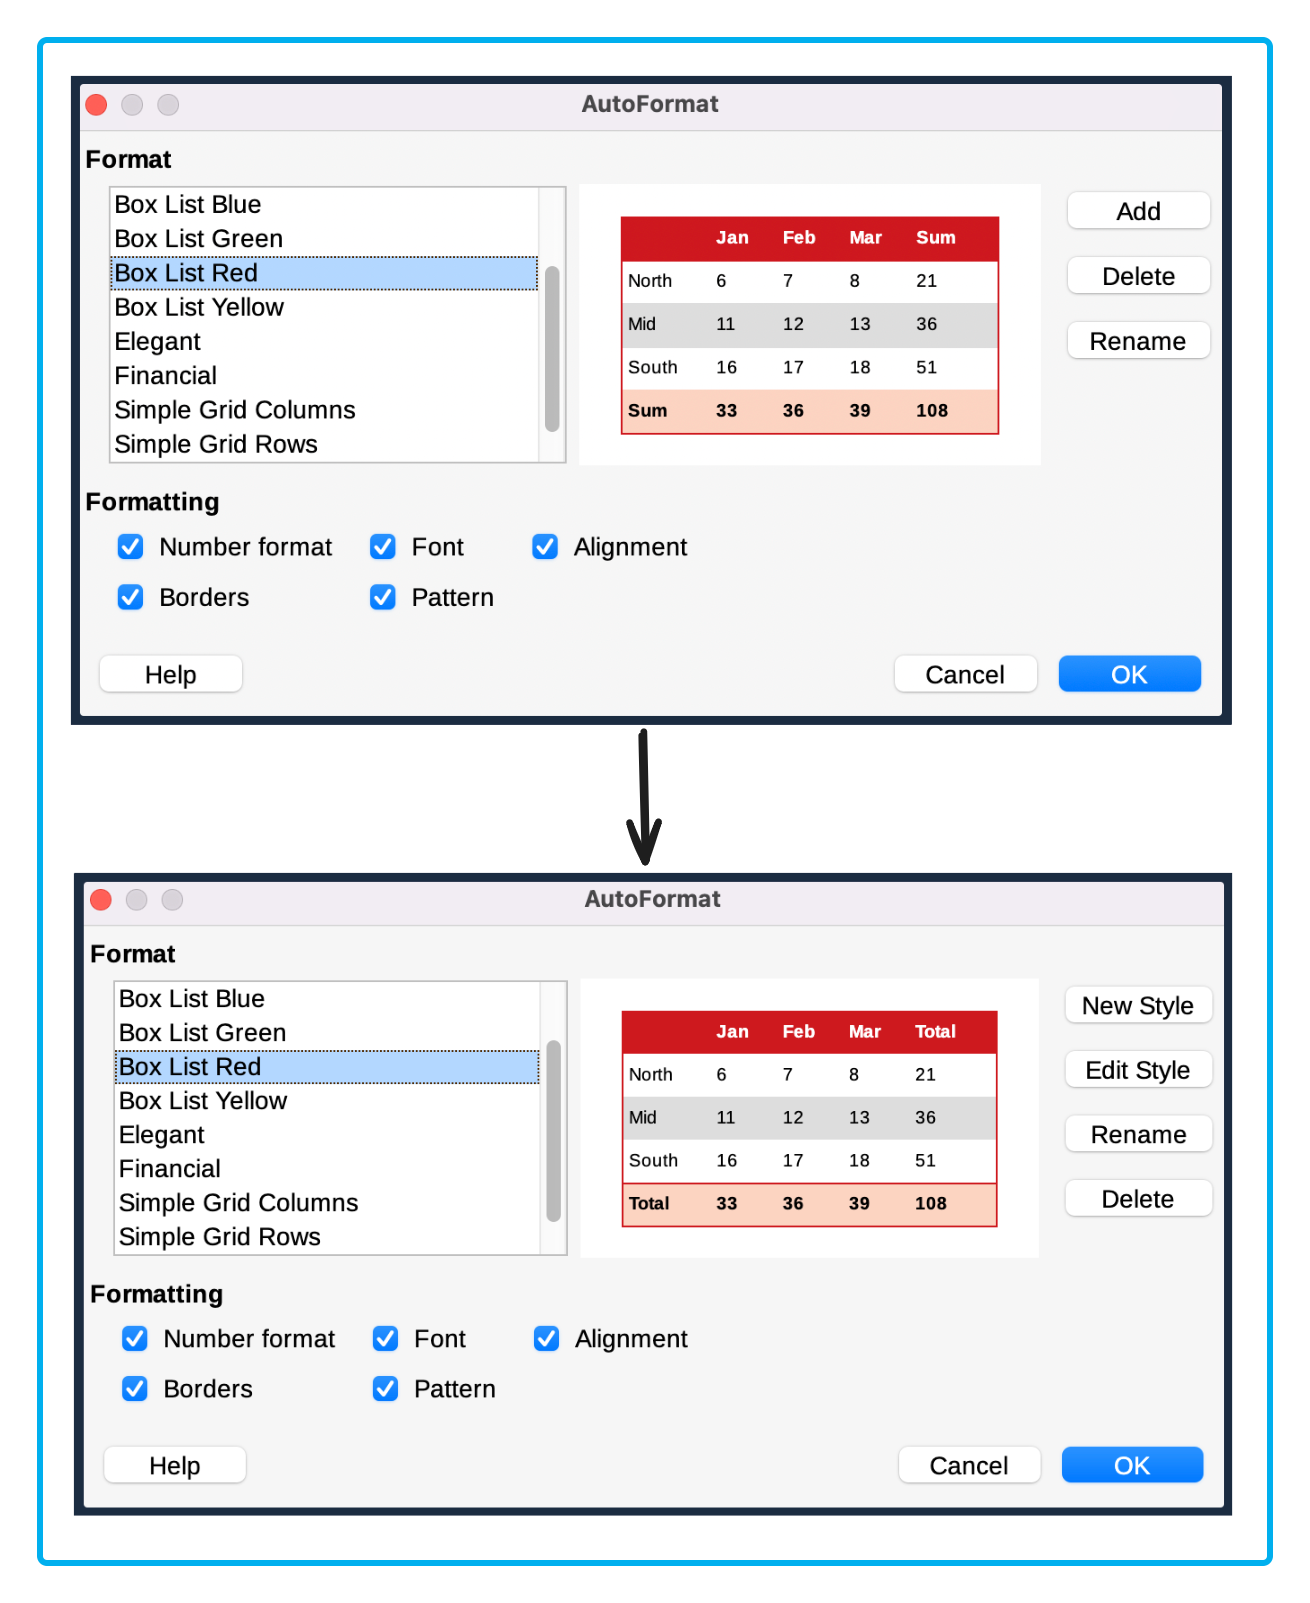 AutoFormat
Format
Box List Blue
Box List Green
Box List Red
Box List Yellow
Elegant
Financial
Simple Grid Columns
Simple Grid Rows
Jan Feb Mar Sum
North 6 7 8 21
Mid 11 12 13 36
South 16 17 18 51
Sum 33 36 39 108
Add
Delete
Rename
Formatting
Number format Font Alignment
Borders Pattern
Help Cancel OK
AutoFormat
Format
Box List Blue
Box List Green
Box List Red
Box List Yellow
Elegant
Financial
Simple Grid Columns
Simple Grid Rows
Jan Feb Mar Total
North 6 7 8 21
Mid 11 12 13 36
South 16 17 18 51
Total 33 36 39 108
New Style
Edit Style
Rename
Delete
Formatting
Number format Font Alignment
Borders Pattern
Help Cancel OK